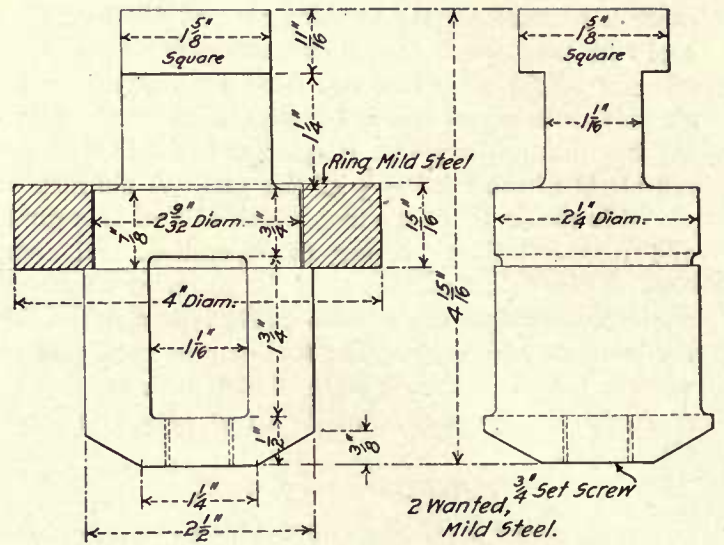 1 5/8"
Square
11/16"
1 1/4"
Ring Mild Steel
2 9/32" Diam.
7/8"
3/4"
15/16"
4" Diam.
1 1/16"
1 3/4"
1/2"
3/8"
1 1/4"
2 1/2"
4 15/16"
1 5/8"
Square
1 1/16"
2 1/4" Diam.
3/4" Set Screw
2 Wanted,
Mild Steel.